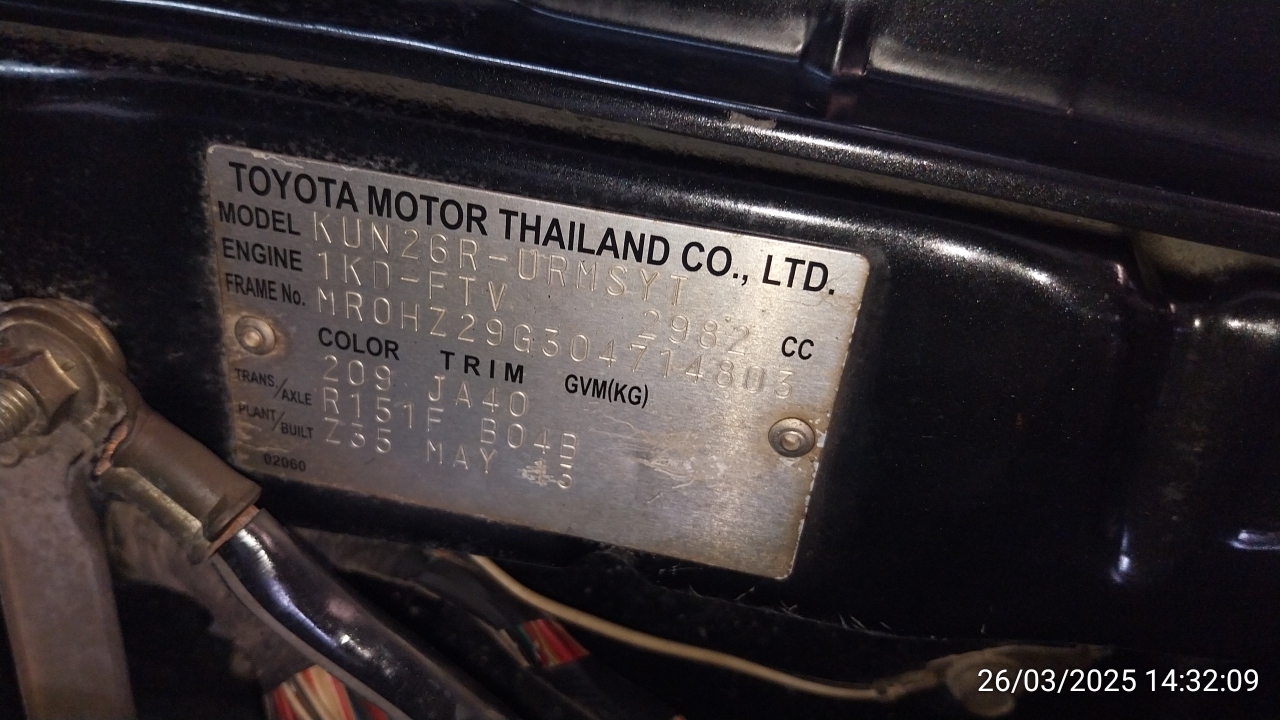 TOYOTA MOTOR THAILAND CO., LTD.
MODEL KUN26R-URMSYT
ENGINE 1KD-FTV 2982 CC
FRAME No. MR0HZ29G304714803
COLOR TRIM GVM(KG)
209 JA40
TRANS/AXLE R151F B04B
PLANT/BUILT Z35 MAY
02060
26/03/2025 14:32:09